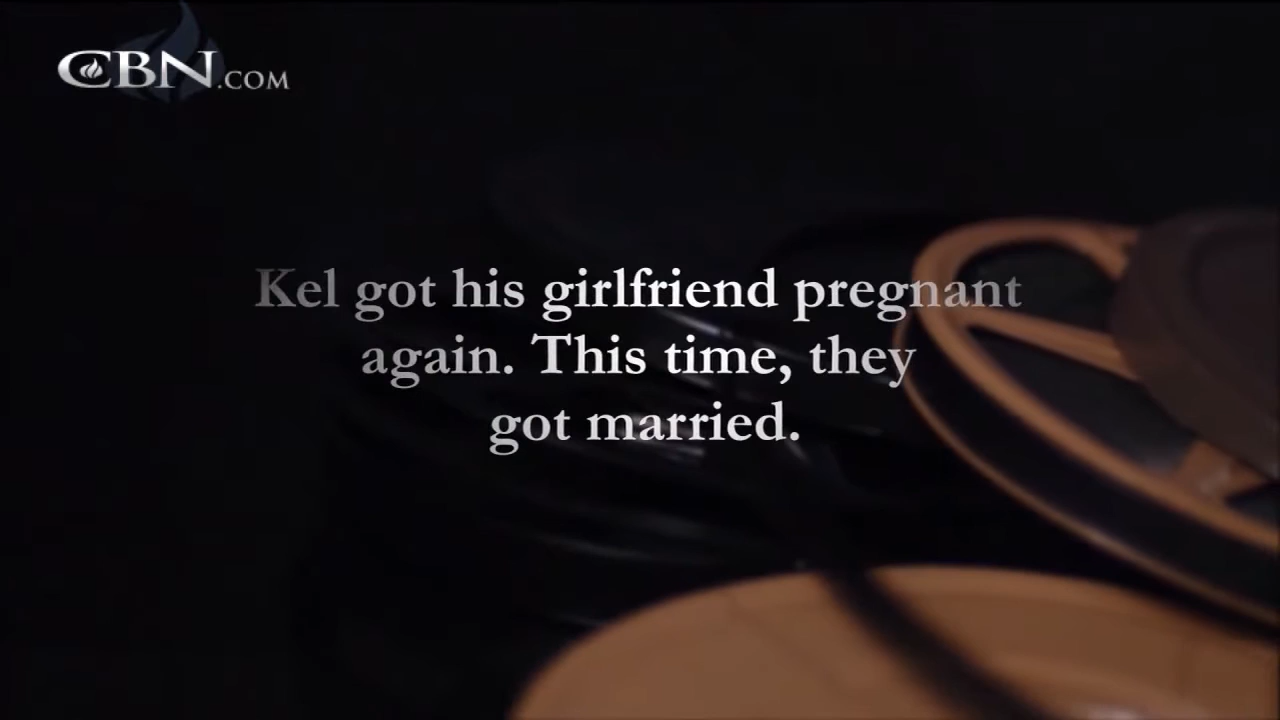 CBN.COM
Kel got his girlfriend pregnant
again. This time, they
got married.